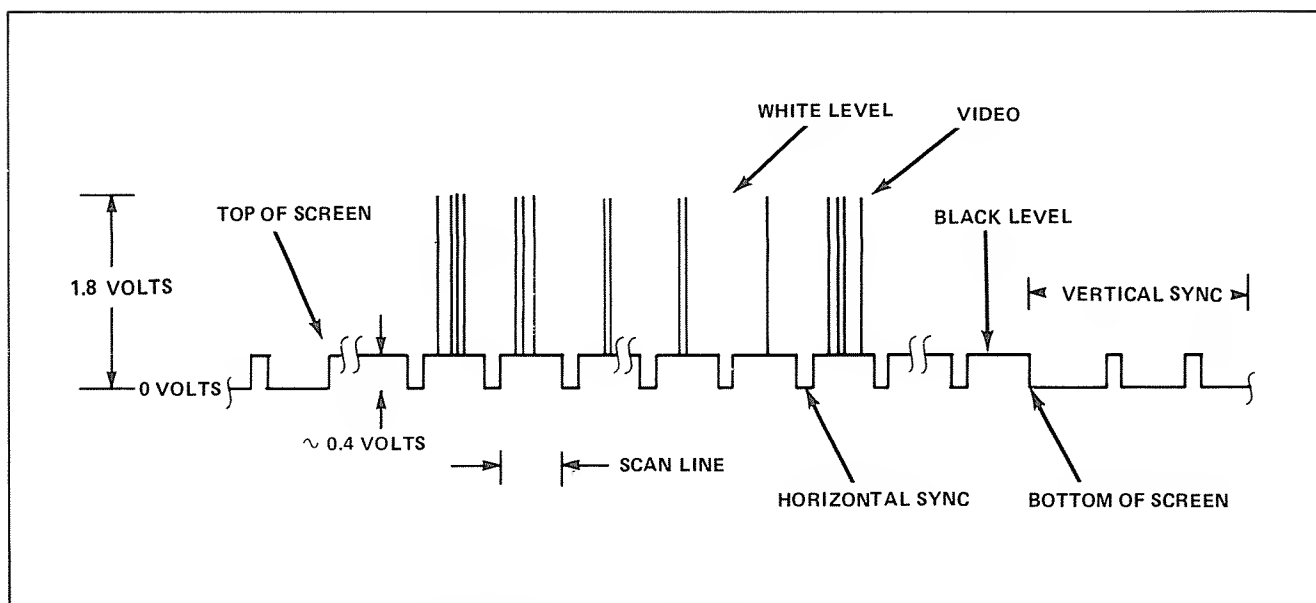 WHITE LEVEL
VIDEO
TOP OF SCREEN
BLACK LEVEL
1.8 VOLTS
VERTICAL SYNC
0 VOLTS
~ 0.4 VOLTS
SCAN LINE
HORIZONTAL SYNC
BOTTOM OF SCREEN